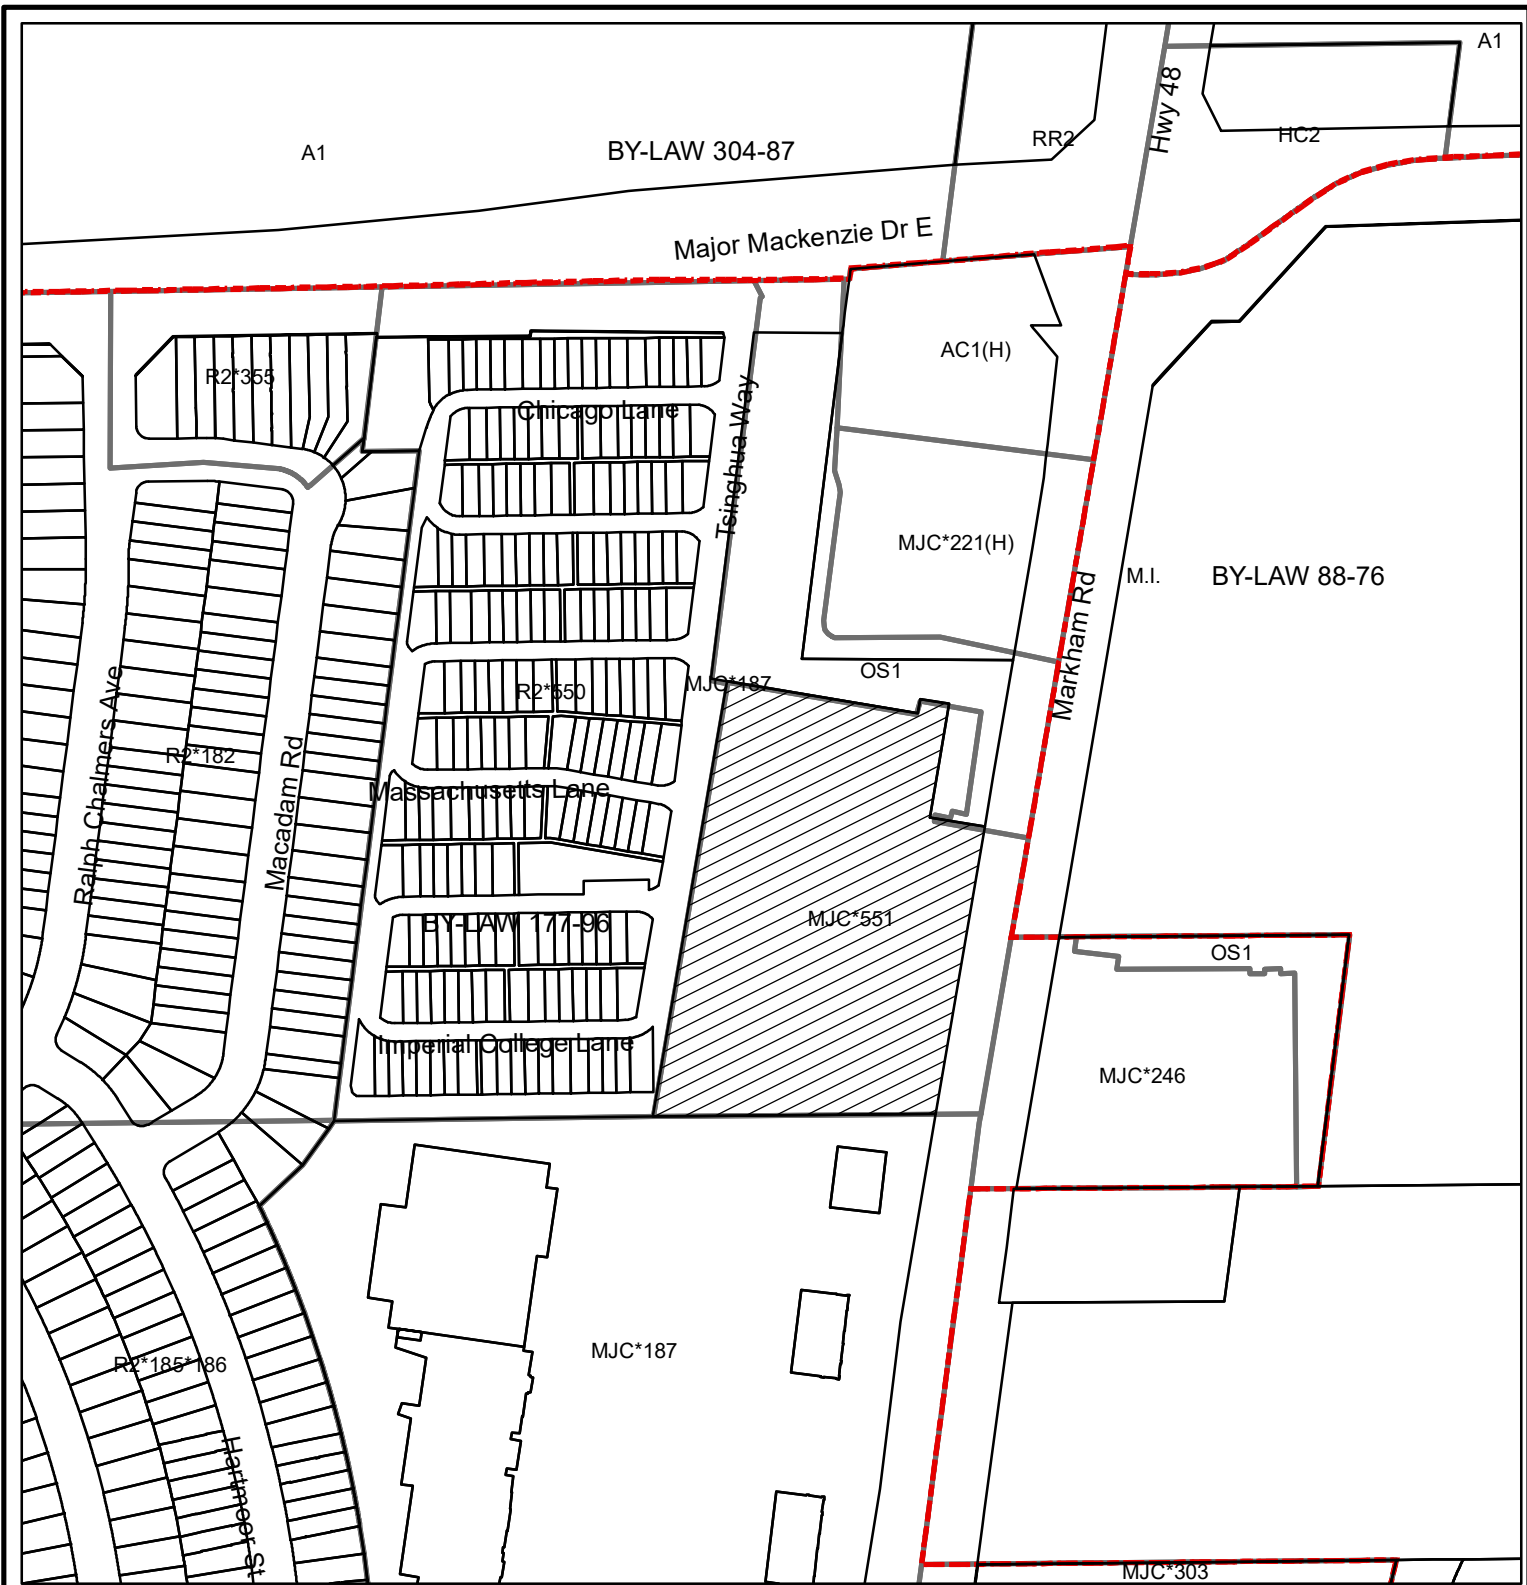 A1
Hwy 48
RR2
HC2
A1
BY-LAW 304-87
Major Mackenzie Dr E
AC1(H)
R2*355
Chicago Lane
Tsinghua Way
MJC*221(H)
M.I.
BY-LAW 88-76
Markham Rd
OS1
MJC*187
R2*550
Ralph Chalmers Ave
R2*182
Macadam Rd
Massachusetts Lane
BY-LAW 177-96
MJC*551
OS1
Imperial College Lane
MJC*246
MJC*187
R2*185*186
Hartmoor St
MJC*303